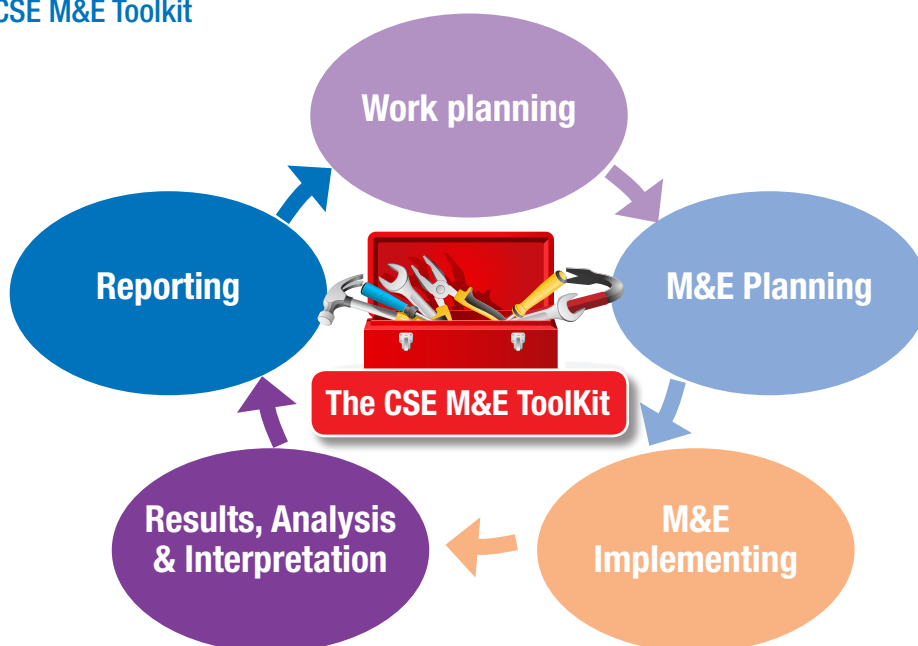 CSE M&E Toolkit
Work planning
Reporting
M&E Planning
The CSE M&E ToolKit
Results, Analysis
& Interpretation
M&E
Implementing